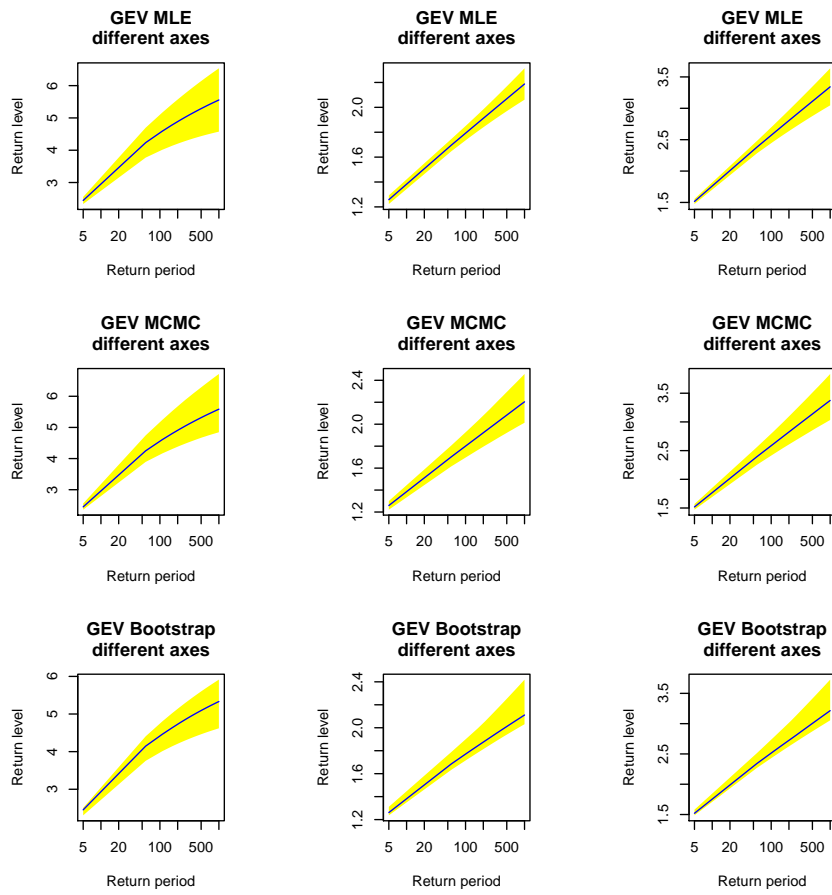 GEV MLE
different axes
GEV MLE
different axes
GEV MLE
different axes
Return level
3 4 5 6
5 20 100 500
Return period
Return level
1.2 1.6 2.0
5 20 100 500
Return period
Return level
1.5 2.5 3.5
5 20 100 500
Return period
GEV MCMC
different axes
GEV MCMC
different axes
GEV MCMC
different axes
Return level
3 4 5 6
5 20 100 500
Return period
Return level
1.2 1.6 2.0 2.4
5 20 100 500
Return period
Return level
1.5 2.5 3.5
5 20 100 500
Return period
GEV Bootstrap
different axes
GEV Bootstrap
different axes
GEV Bootstrap
different axes
Return level
3 4 5 6
5 20 100 500
Return period
Return level
1.2 1.6 2.0 2.4
5 20 100 500
Return period
Return level
1.5 2.5 3.5
5 20 100 500
Return period